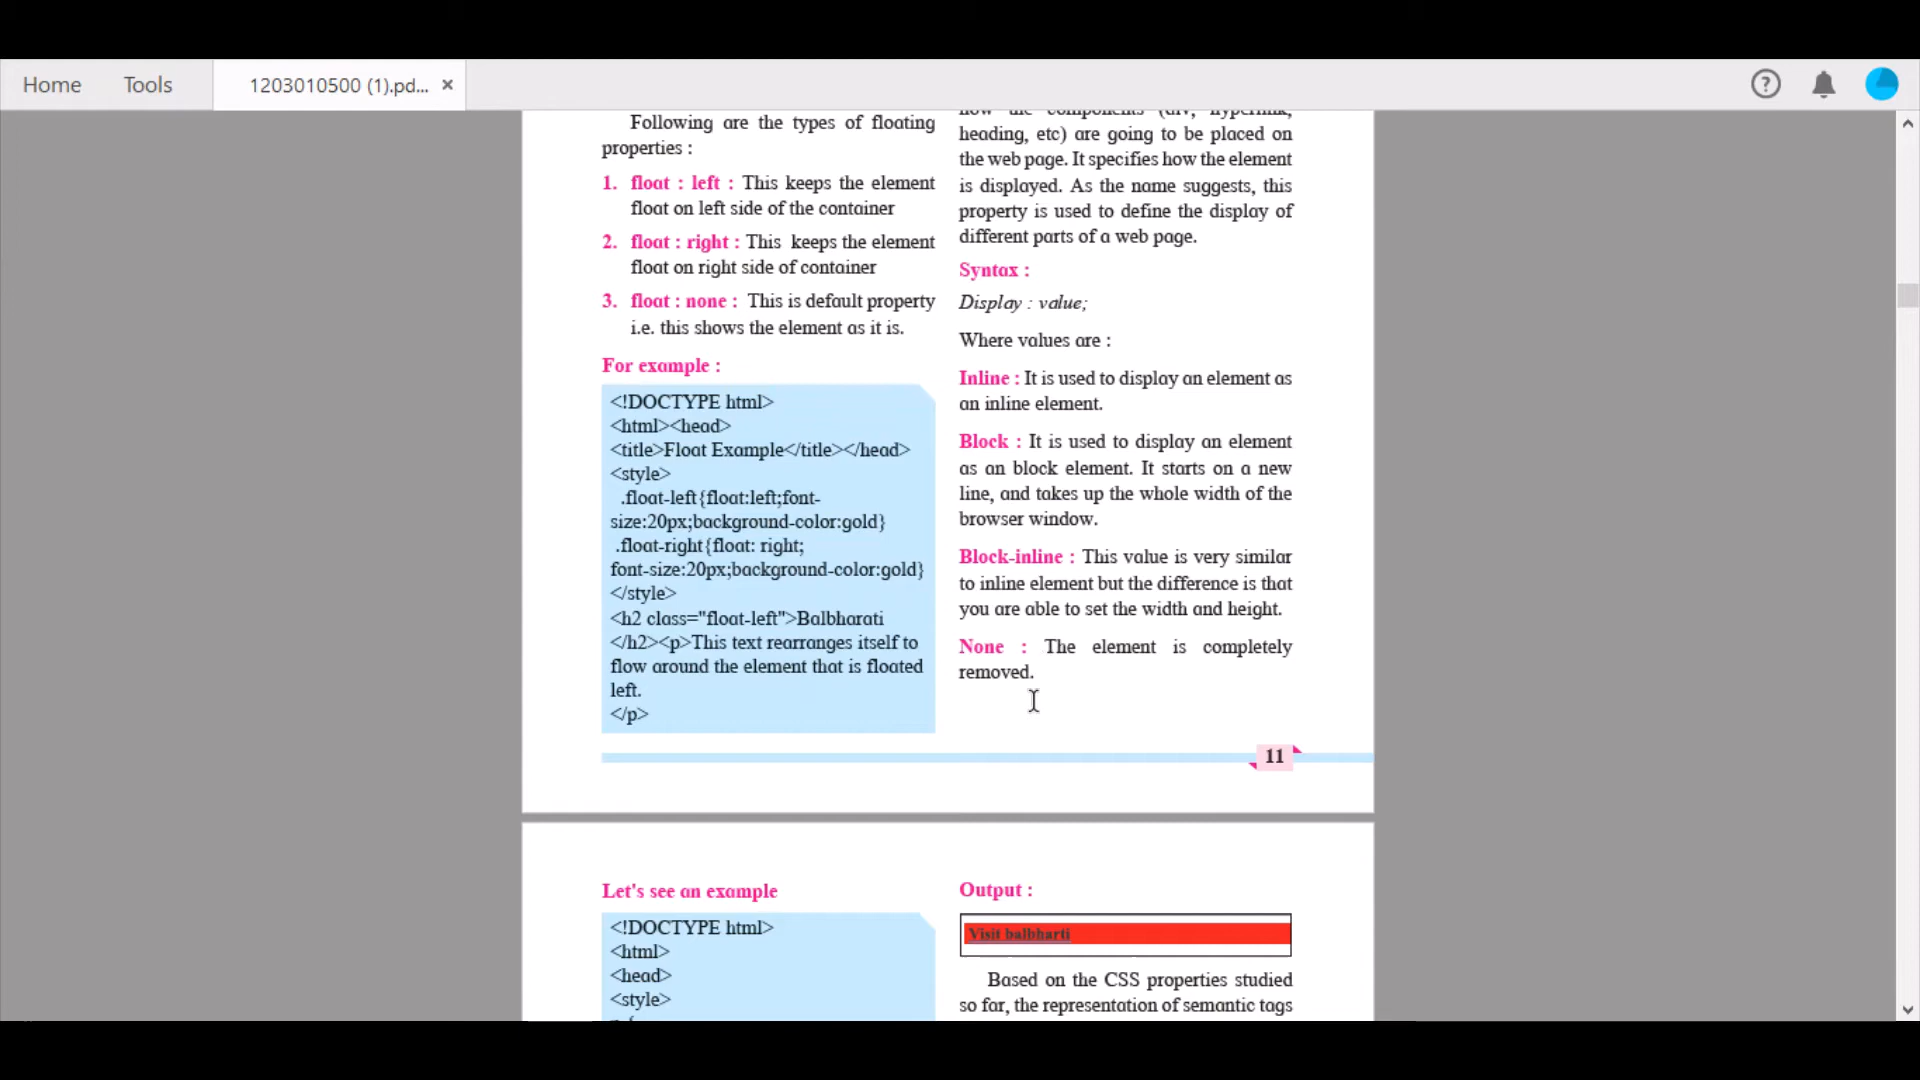 Home
Tools
1203010500 (1).pd...
Following are the types of floating
properties :
1. float : left : This keeps the element
float on left side of the container
2. float : right : This keeps the element
float on right side of container
3. float : none : This is default property
i.e. this shows the element as it is.
For example :
<!DOCTYPE html>
<html><head>
<title>Float Example</title></head>
<style>
.float-left{float:left;font-
size:20px;background-color:gold}
.float-right{float: right;
font-size:20px;background-color:gold}
</style>
<h2 class="float-left">Balbharati
</h2><p>This text rearranges itself to
flow around the element that is floated
left.
</p>
how the components (div, hyperlink,
heading, etc) are going to be placed on
the web page. It specifies how the element
is displayed. As the name suggests, this
property is used to define the display of
different parts of a web page.
Syntax :
Display : value;
Where values are :
Inline : It is used to display an element as
an inline element.
Block : It is used to display an element
as an block element. It starts on a new
line, and takes up the whole width of the
browser window.
Block-inline : This value is very similar
to inline element but the difference is that
you are able to set the width and height.
None : The element is completely
removed.
11
Let's see an example
<!DOCTYPE html>
<html>
<head>
<style>
Output :
Visit balbharti
Based on the CSS properties studied
so far, the representation of semantic tags